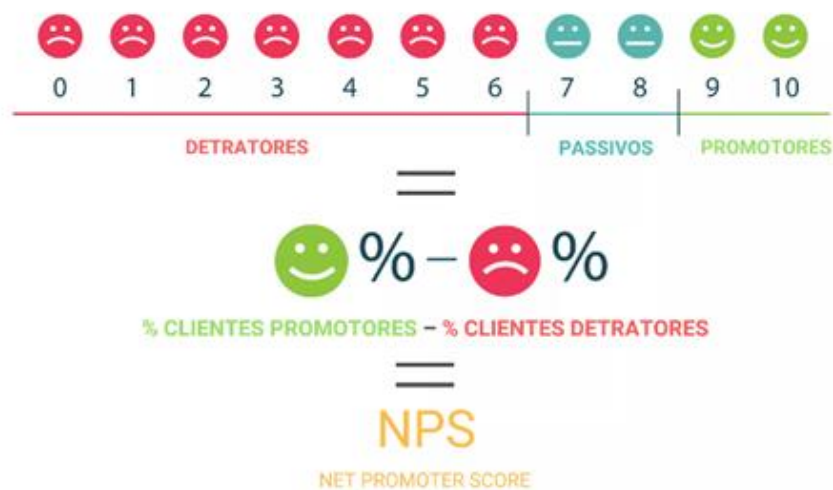 0 1 2 3 4 5 6 7 8 9 10
DETRATORES PASSIVOS PROMOTORES
=
% – %
% CLIENTES PROMOTORES – % CLIENTES DETRATORES
=
NPS
NET PROMOTER SCORE